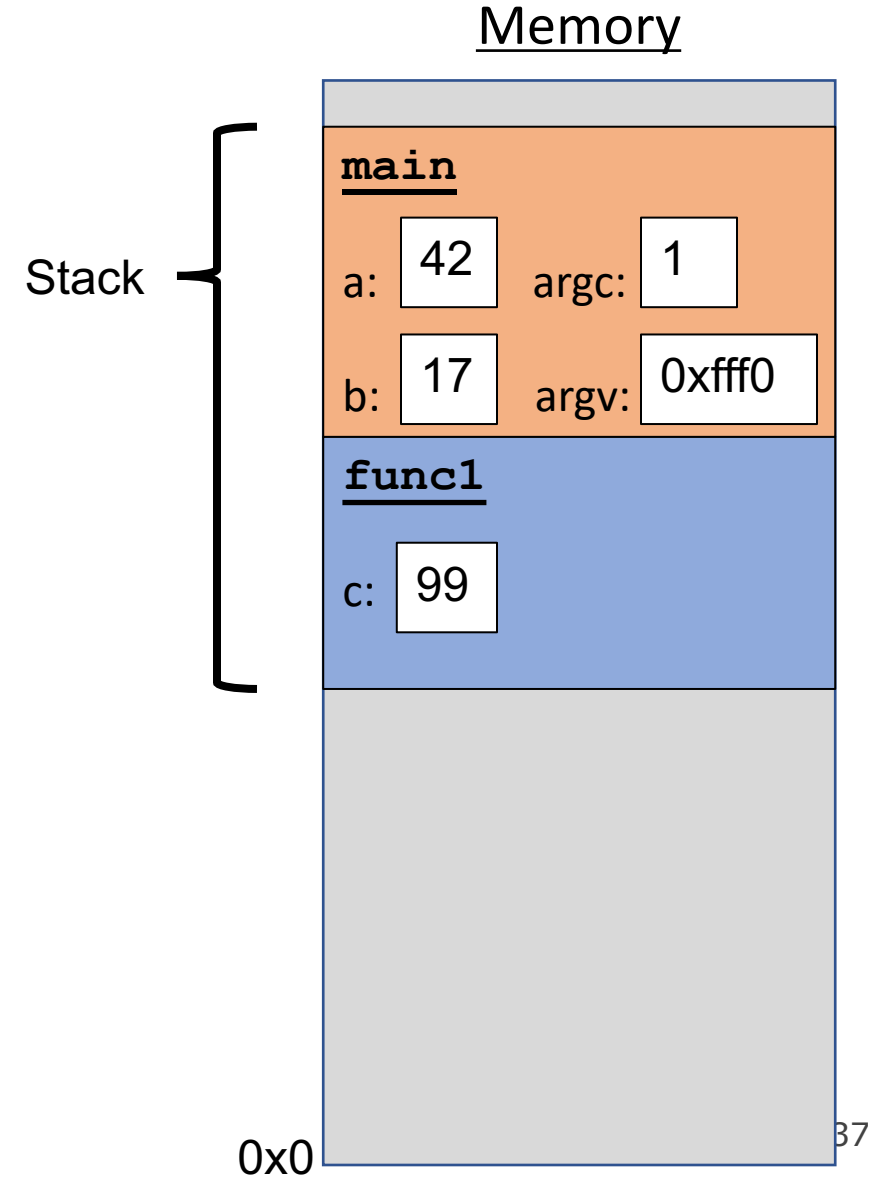 Memory
main
Stack
a: 42 argc: 1
b: 17 argv: 0xfff0
func1
c: 99
37
0x0